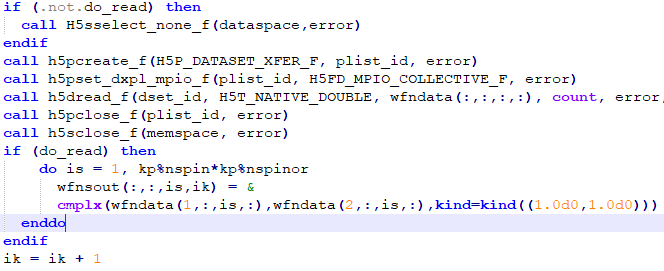 if (.not.do_read) then
  call H5sselect_none_f(dataspace,error)
endif
call h5pcreate_f(H5P_DATASET_XFER_F, plist_id, error)
call h5pset_dxpl_mpio_f(plist_id, H5FD_MPIO_COLLECTIVE_F, error)
call h5dread_f(dset_id, H5T_NATIVE_DOUBLE, wfndata(:,:,:,:), count, error,
call h5pclose_f(plist_id, error)
call h5sclose_f(memspace, error)
if (do_read) then
    do is = 1, kp%nspin*kp%nspinor
      wfnsout(:,:,is,ik) = &
      cmplx(wfndata(1,:,is,:),wfndata(2,:,is,:),kind=kind((1.0d0,1.0d0)))
  enddo
endif
ik = ik + 1